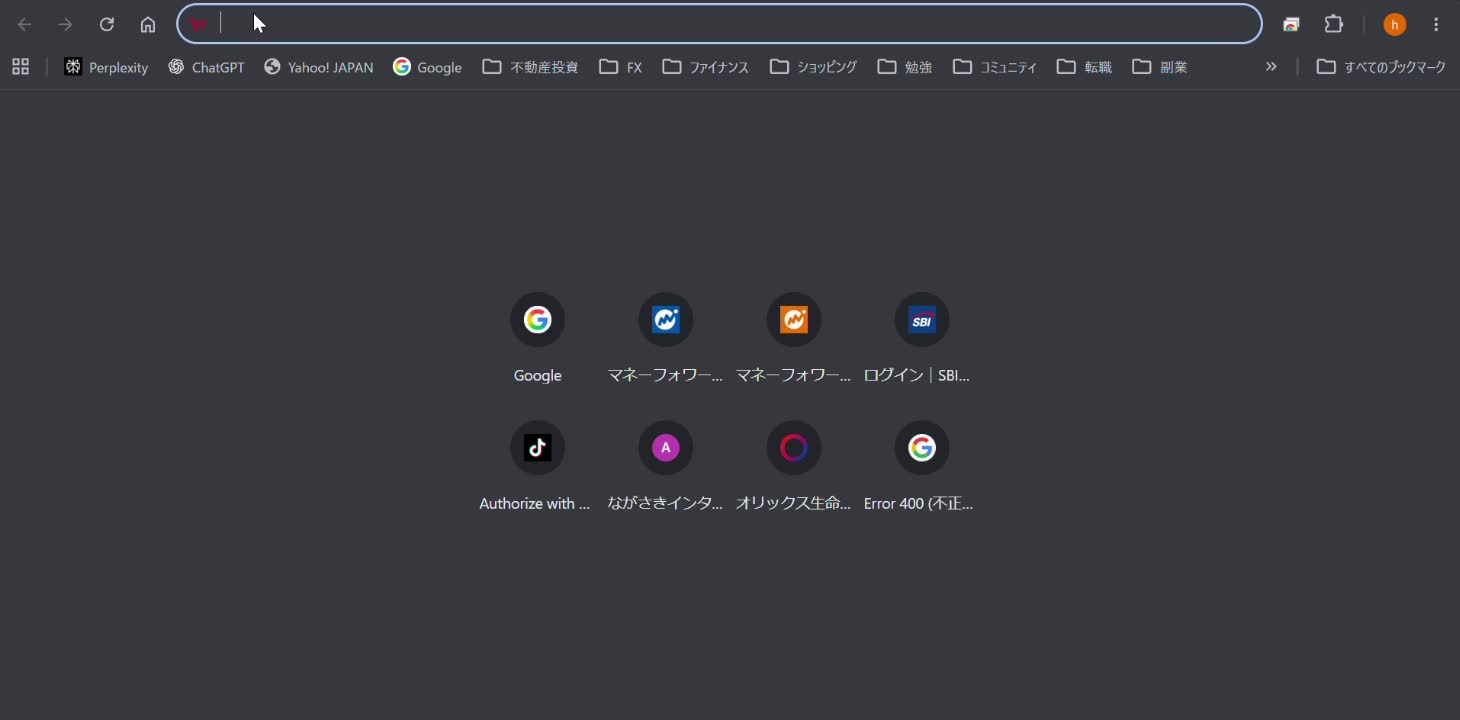 h
Perplexity ChatGPT Yahoo! JAPAN Google 不動産投資 FX ファイナンス ショッピング 勉強 コミュニティ 転職 副業 » すべてのブックマーク
SBI
Google マネーフォワー... マネーフォワー... ログイン | SBI...
A
Authorize with ... ながさきインタ... オリックス生命... Error 400 (不正...